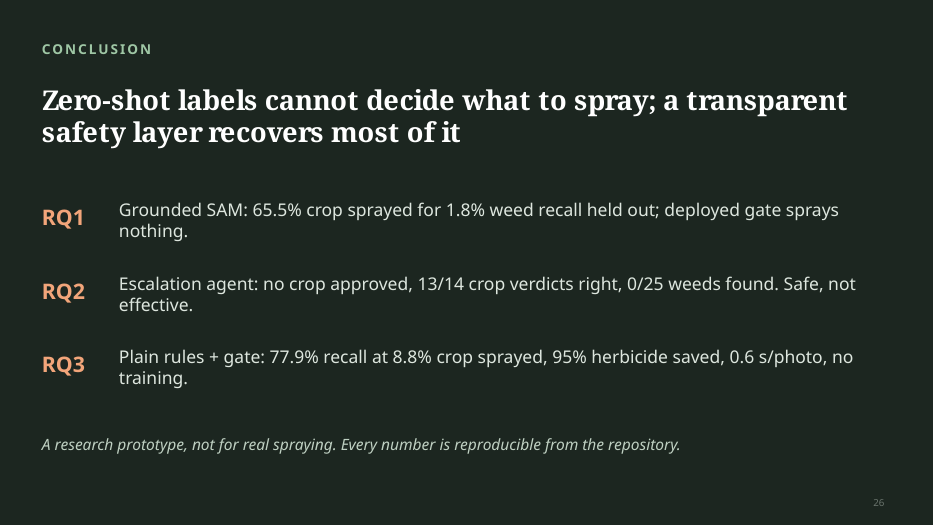 CONCLUSION
Zero-shot labels cannot decide what to spray; a transparent
safety layer recovers most of it
RQ1
Grounded SAM: 65.5% crop sprayed for 1.8% weed recall held out; deployed gate sprays
nothing.
RQ2
Escalation agent: no crop approved, 13/14 crop verdicts right, 0/25 weeds found. Safe, not
effective.
RQ3
Plain rules + gate: 77.9% recall at 8.8% crop sprayed, 95% herbicide saved, 0.6 s/photo, no
training.
A research prototype, not for real spraying. Every number is reproducible from the repository.
26